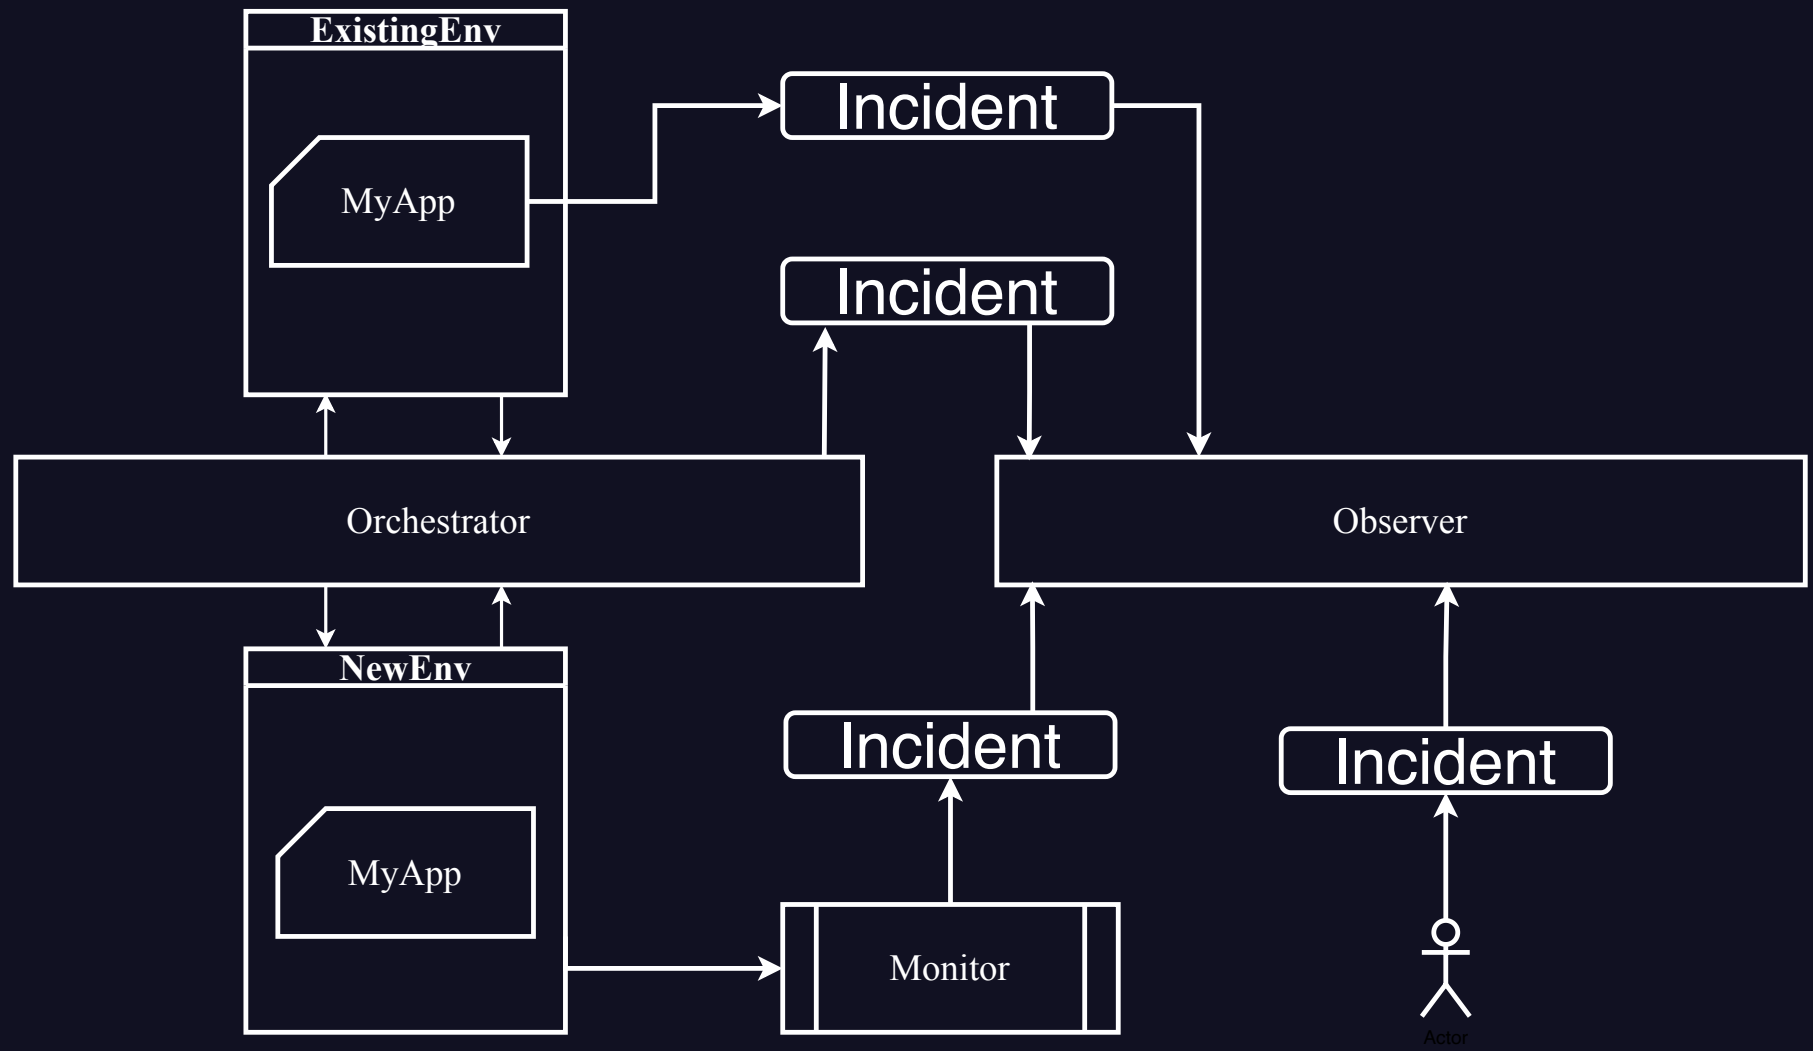 ExistingEnv
Incident
MyApp
Incident
Orchestrator
Observer
NewEnv
Incident
Incident
MyApp
Monitor
Actor